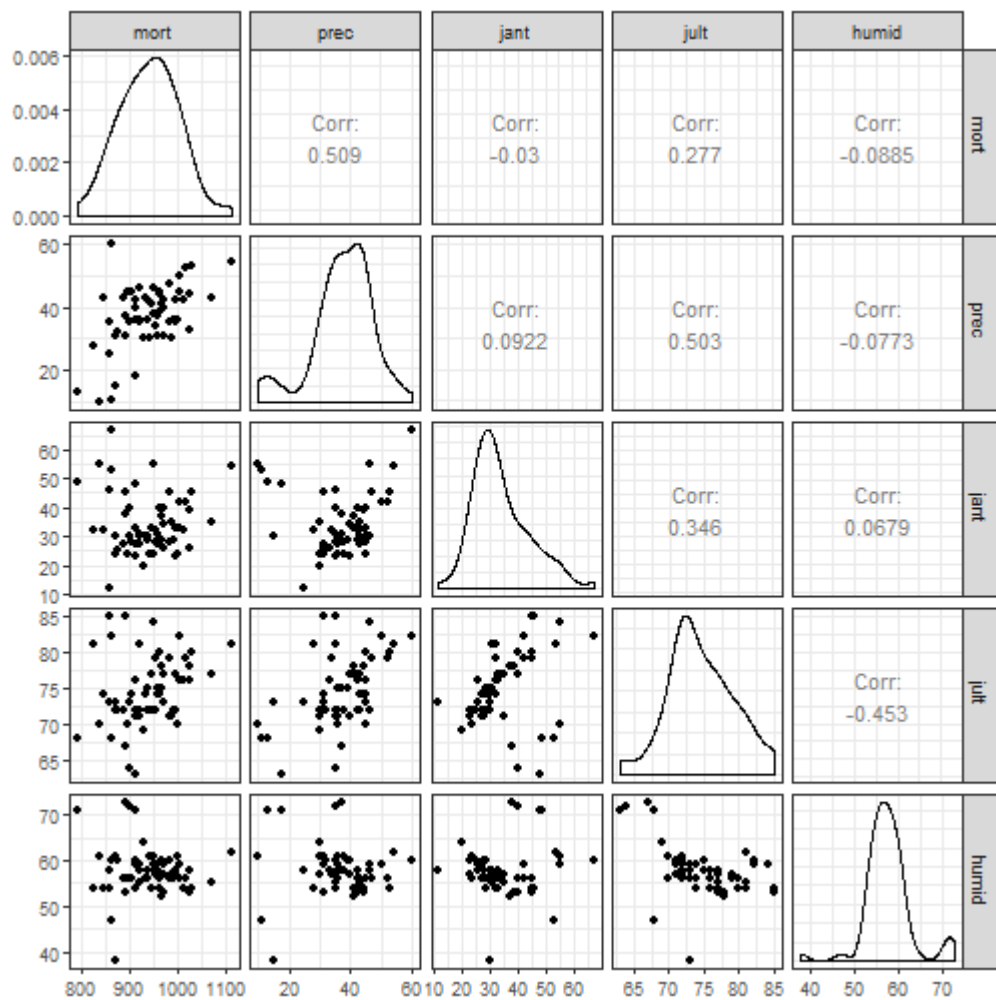 mort prec jant jult humid
0.006
0.004
0.002
0.000
Corr:
0.509
Corr:
-0.03
Corr:
0.277
Corr:
-0.0885
mort
60
40
20
Corr:
0.0922
Corr:
0.503
Corr:
-0.0773
prec
60
50
40
30
20
10
Corr:
0.346
Corr:
0.0679
jant
85
80
75
70
65
Corr:
-0.453
jult
70
60
50
40
humid
800 900 1000 1100 20 40 60 10 20 30 40 50 60 65 70 75 80 85 40 50 60 70